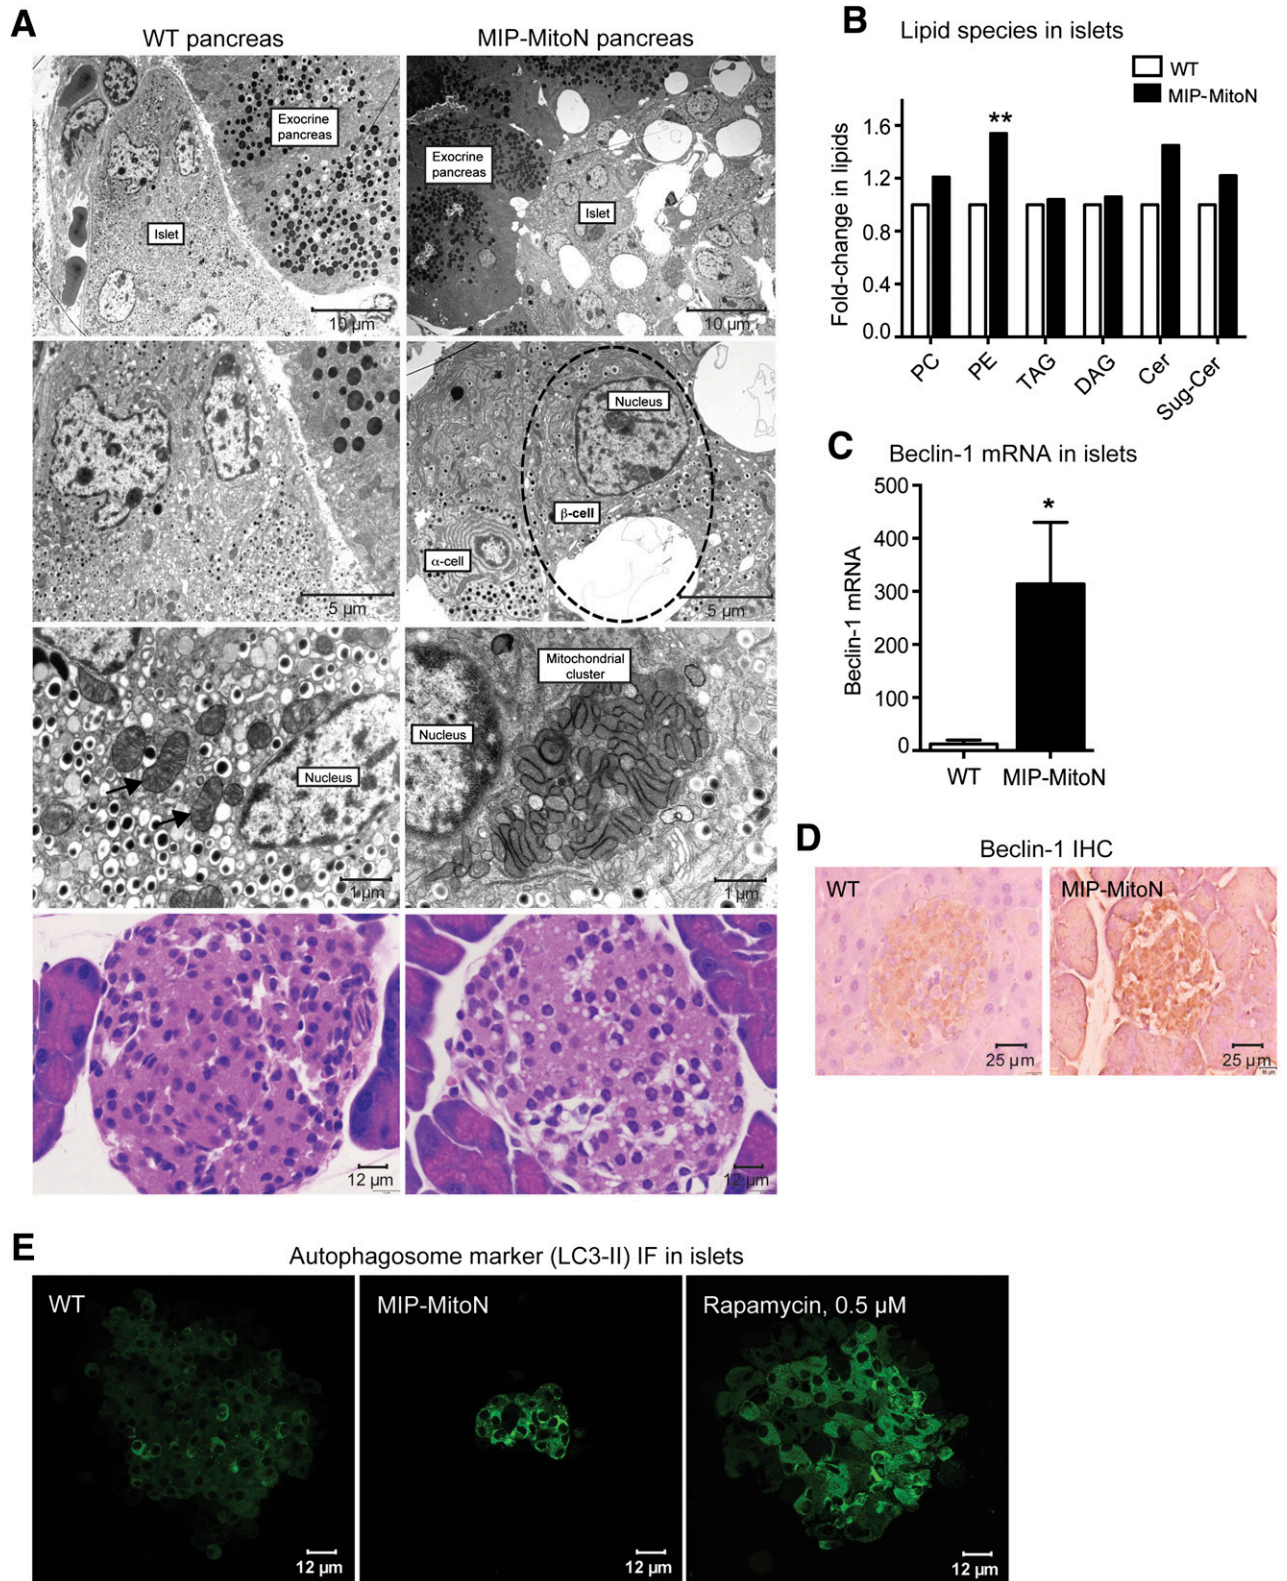 A
WT pancreas
MIP-MitoN pancreas
Exocrine
pancreas
Islet
10 µm
Exocrine
pancreas
Islet
10 µm
5 µm
Nucleus
β-cell
α-cell
5 µm
Nucleus
1 µm
Mitochondrial
cluster
Nucleus
1 µm
12 µm
12 µm
B
Lipid species in islets
WT
MIP-MitoN
Fold-change in lipids
1.6
1.2
0.8
0.4
0.0
PC
PE
TAG
DAG
Cer
Sug-Cer
**
C
Beclin-1 mRNA in islets
Beclin-1 mRNA
500
400
300
200
100
0
*
WT
MIP-MitoN
D
Beclin-1 IHC
WT
25 µm
MIP-MitoN
25 µm
E
Autophagosome marker (LC3-II) IF in islets
WT
12 µm
MIP-MitoN
12 µm
Rapamycin, 0.5 µM
12 µm